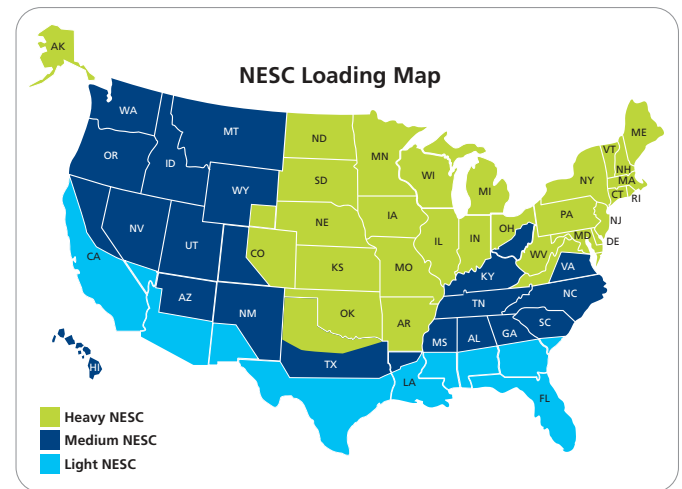 AK
NESC Loading Map
WA
MT
ND
MN
ME
VT
NH
OR
ID
WI
MA
NY
SD
MI
CT
RI
WY
PA
IA
NE
NJ
OH
NV
MD
IL
IN
DE
UT
CO
WV
CA
KS
MO
VA
KY
NC
AZ
TN
OK
NM
AR
SC
GA
MS
AL
TX
HI
LA
FL
Heavy NESC
Medium NESC
Light NESC